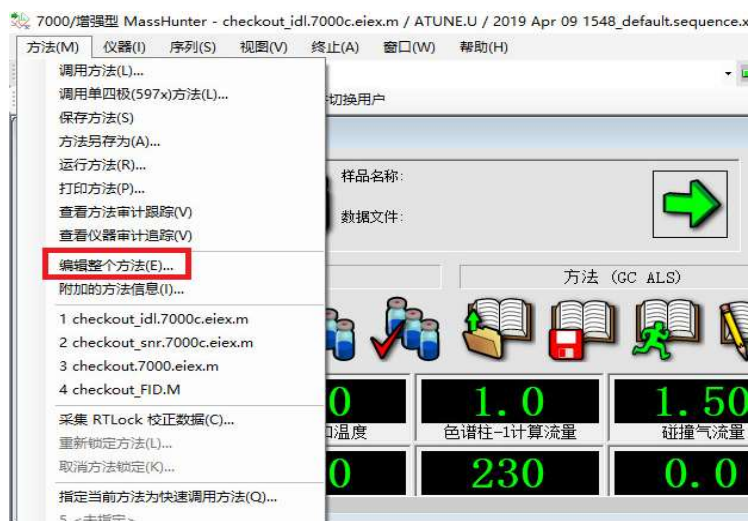 7000/增强型 MassHunter - checkout_idl.7000c.eiex.m / ATUNE.U / 2019 Apr 09 1548_default.sequence.x
方法(M) 仪器(I) 序列(S) 视图(V) 终止(A) 窗口(W) 帮助(H)
调用方法(L)...
调用单四极(597x)方法(L)...
切换用户
保存方法(S)
方法另存为(A)...
运行方法(R)...
样品名称:
打印方法(P)...
查看方法审计跟踪(V)
数据文件:
查看仪器审计追踪(V)
编辑整个方法(E)...
方法 (GC ALS)
附加的方法信息(I)...
1 checkout_idl.7000c.eiex.m
2 checkout_snr.7000c.eiex.m
3 checkout.7000.eiex.m
4 checkout_FID.M
0 1.0 1.50
采集 RTLock 校正数据(C)...
温度 色谱柱-1计算流量 碰撞气流量
重新锁定方法(L)...
取消方法锁定(K)...
0 230 0.0
指定当前方法为快速调用方法(Q)...
5 <未指定>